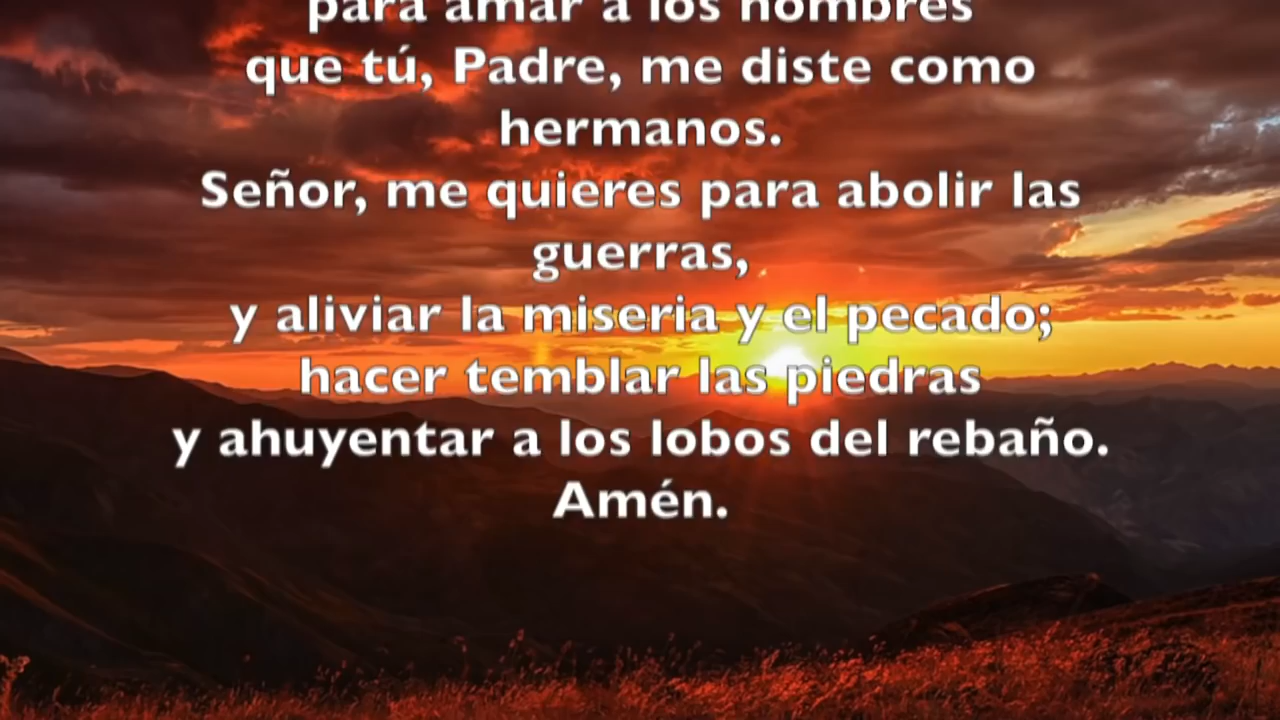 para amar a los hombres
que tú, Padre, me diste como
hermanos.
Señor, me quieres para abolir las
guerras,
y aliviar la miseria y el pecado;
hacer temblar las piedras
y ahuyentar a los lobos del rebaño.
Amén.